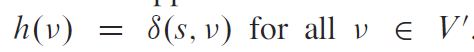 h(ν) = δ(s, ν) for all ν ∈ V′.